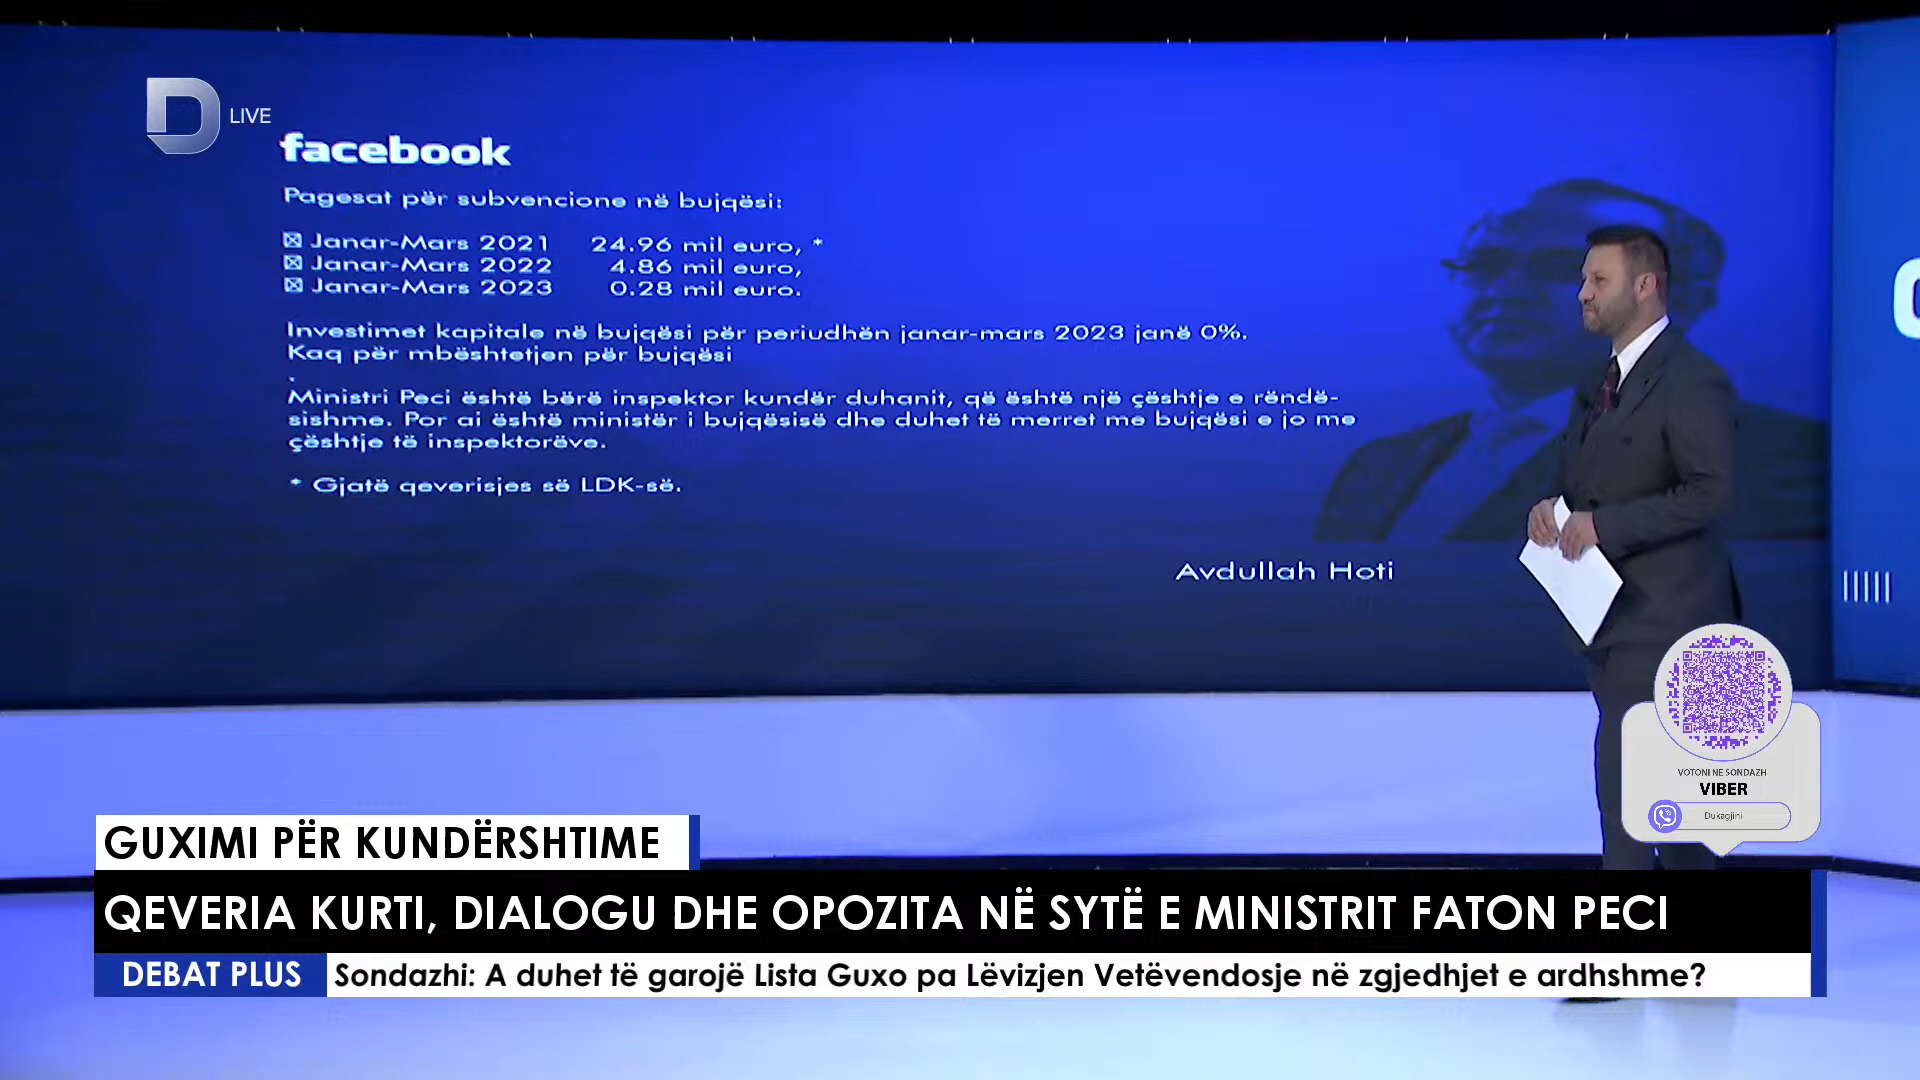 D LIVE
facebook
Pagesat për subvencione në bujqësi:
Janar-Mars 2021 24.96 mil euro, *
Janar-Mars 2022 4.86 mil euro,
Janar-Mars 2023 0.28 mil euro.
Investimet kapitale në bujqësi për periudhën janar-mars 2023 janë 0%.
Kaq për mbështetjen për bujqësi
.
Ministri Peci është bërë inspektor kundër duhanit, që është një çështje e rëndë-
sishme. Por ai është ministër i bujqësisë dhe duhet të merret me bujqësi e jo me
çështje të inspektorëve.
* Gjatë qeverisjes së LDK-së.
Avdullah Hoti
VOTONI NE SONDAZH
VIBER
Dukagjini
GUXIMI PËR KUNDËRSHTIME
QEVERIA KURTI, DIALOGU DHE OPOZITA NË SYTË E MINISTRIT FATON PECI
DEBAT PLUS Sondazhi: A duhet të garojë Lista Guxo pa Lëvizjen Vetëvendosje në zgjedhjet e ardhshme?